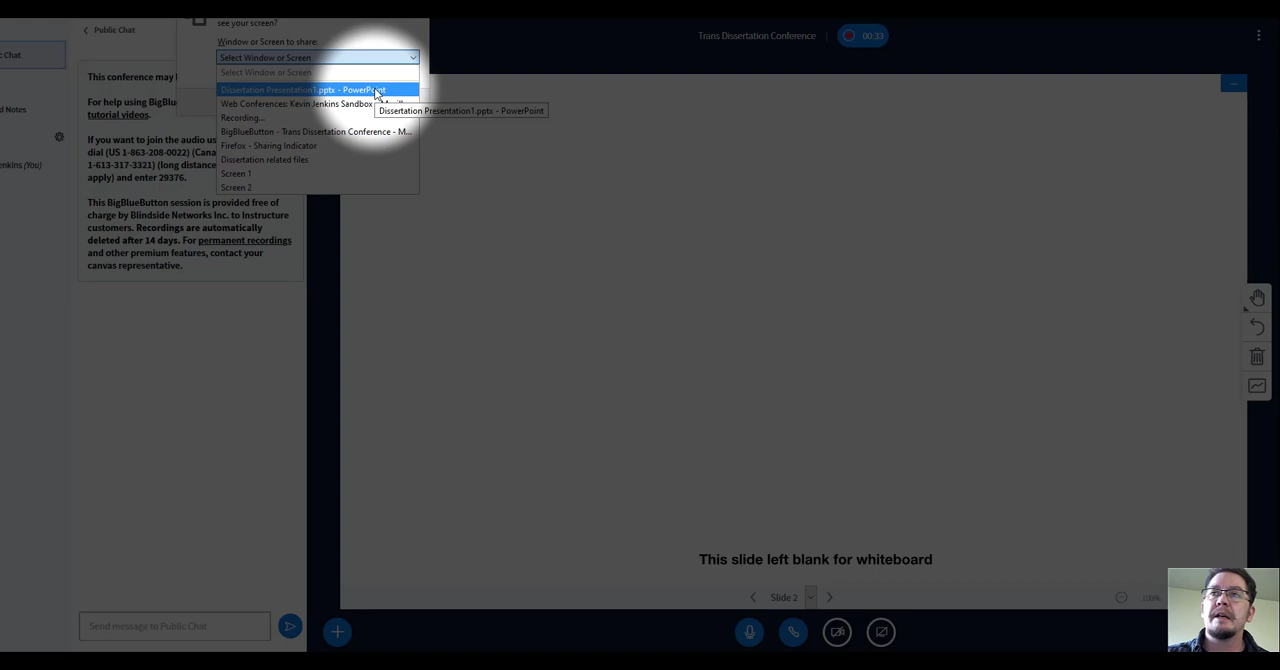 c Chat
d Notes
enkins (You)
Public Chat
This conference may
For help using BigBlu
tutorial videos.
If you want to join the audio us
dial (US 1-863-208-0022) (Cana
1-613-317-3321) (long distance
apply) and enter 29376.
This BigBlueButton session is provided free of
charge by Blindside Networks Inc. to Instructure
customers. Recordings are automatically
deleted after 14 days. For permanent recordings
and other premium features, contact your
canvas representative.
Send message to Public Chat
see your screen?
Window or Screen to share:
Select Window or Screen
Select Window or Screen
Dissertation Presentation1.pptx - PowerPoint
Web Conferences: Kevin Jenkins Sandbox
Dissertation Presentation1.pptx - PowerPoint
Recording...
BigBlueButton - Trans Dissertation Conference - M...
Firefox - Sharing Indicator
Dissertation related files
Screen 1
Screen 2
Trans Dissertation Conference
00:33
This slide left blank for whiteboard
Slide 2
100%